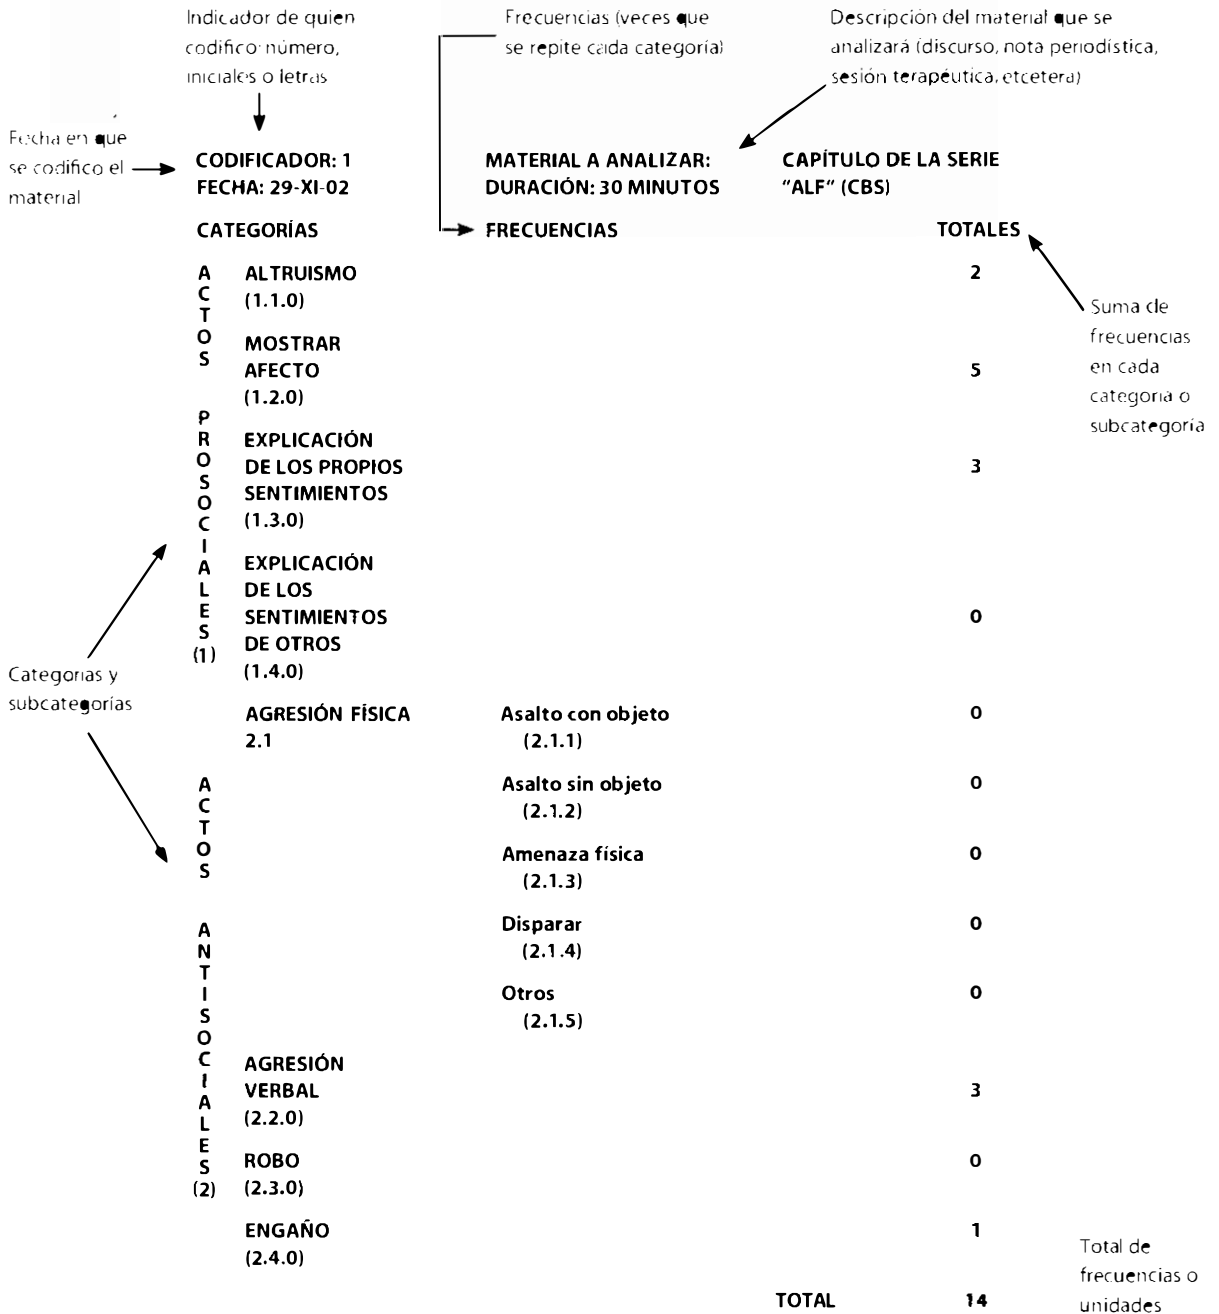 Indicador de quien
codifico: número,
iniciales o letras
Frecuencias (veces que
se repite caida categoría)
Descripción del material que se
analizará (discurso, nota periodística,
sesión terapéutica, etcetera)
Fecha en que
se codifico el
material
CODIFICADOR: 1
FECHA: 29-XI-02
MATERIAL A ANALIZAR:
DURACIÓN: 30 MINUTOS
CAPÍTULO DE LA SERIE
"ALF" (CBS)
CATEGORÍAS
FRECUENCIAS
TOTALES
Suma de
frecuencias
en cada
categoria o
subcategoría
ACTOS PROSOCIALES (1)
ALTRUISMO
(1.1.0)
2
MOSTRAR
AFECTO
(1.2.0)
5
EXPLICACIÓN
DE LOS PROPIOS
SENTIMIENTOS
(1.3.0)
3
EXPLICACIÓN
DE LOS
SENTIMIENTOS
DE OTROS
(1.4.0)
0
Categorias y
subcategorías
ACTOS ANTISOCIALES (2)
AGRESIÓN FÍSICA
2.1
Asalto con objeto
(2.1.1)
0
Asalto sin objeto
(2.1.2)
0
Amenaza física
(2.1.3)
0
Disparar
(2.1.4)
0
Otros
(2.1.5)
0
AGRESIÓN
VERBAL
(2.2.0)
3
ROBO
(2.3.0)
0
ENGAÑO
(2.4.0)
1
TOTAL 14
Total de
frecuencias o
unidades